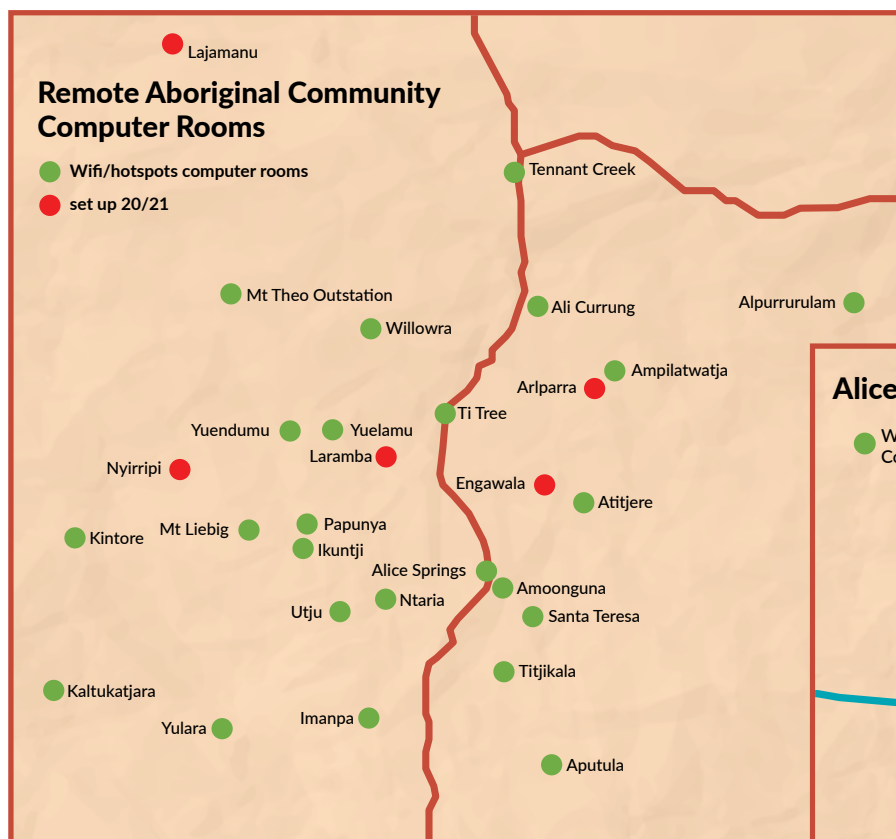 Lajamanu
Remote Aboriginal Community
Computer Rooms
Wifi/hotspots computer rooms
set up 20/21
Tennant Creek
Mt Theo Outstation
Willowra
Ali Currung
Alpurrurulam
Ampilatwatja
Arlparra
Alice
Ti Tree
Yuendumu
Yuelamu
Laramba
Nyirripi
Engawala
Atitjere
Kintore
Mt Liebig
Papunya
Ikuntji
Alice Springs
Amoonguna
Ntaria
Utju
Santa Teresa
Titjikala
Kaltukatjara
Yulara
Imanpa
Aputula